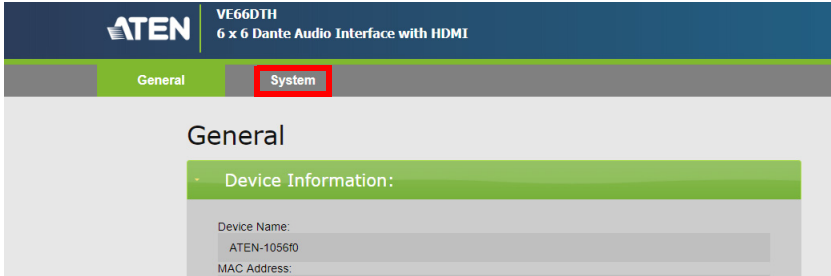 ATEN
VE66DTH
6 x 6 Dante Audio Interface with HDMI
General
System
General
- Device Information:
Device Name:
ATEN-1056f0
MAC Address: